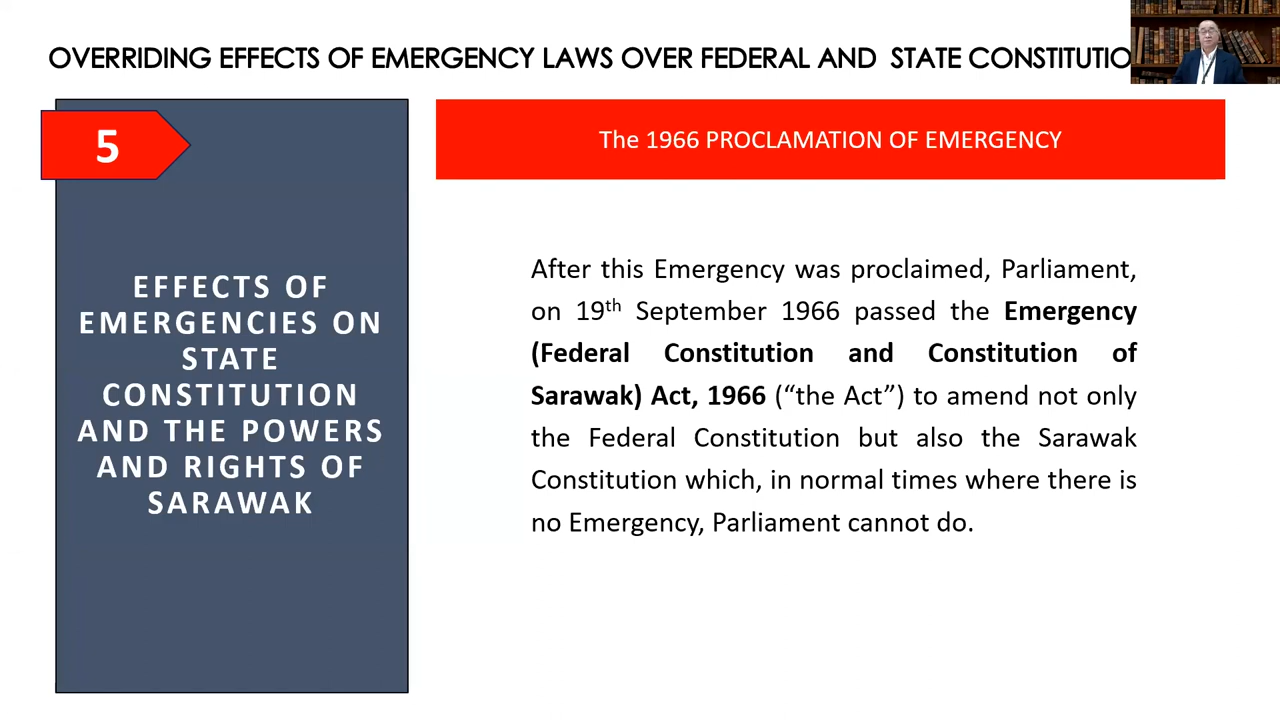 OVERRIDING EFFECTS OF EMERGENCY LAWS OVER FEDERAL AND STATE CONSTITUTIO
5
EFFECTS OF
EMERGENCIES ON
STATE
CONSTITUTION
AND THE POWERS
AND RIGHTS OF
SARAWAK
The 1966 PROCLAMATION OF EMERGENCY
After this Emergency was proclaimed, Parliament,
on 19th September 1966 passed the Emergency
(Federal Constitution and Constitution of
Sarawak) Act, 1966 (“the Act”) to amend not only
the Federal Constitution but also the Sarawak
Constitution which, in normal times where there is
no Emergency, Parliament cannot do.